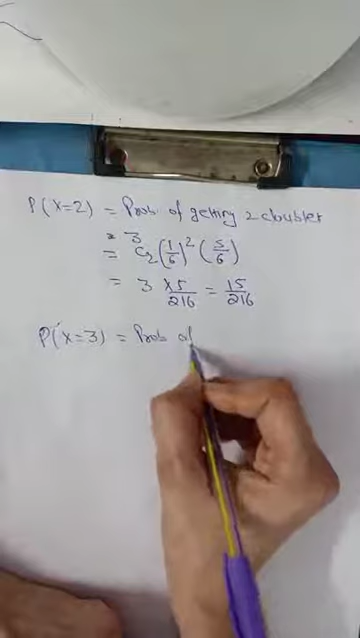 P(X=2) = Prob of getting 2 doublet
= ³C₂ (1/6)² (5/6)
= 3 × 5/216 = 15/216
P(X=3) = Prob of